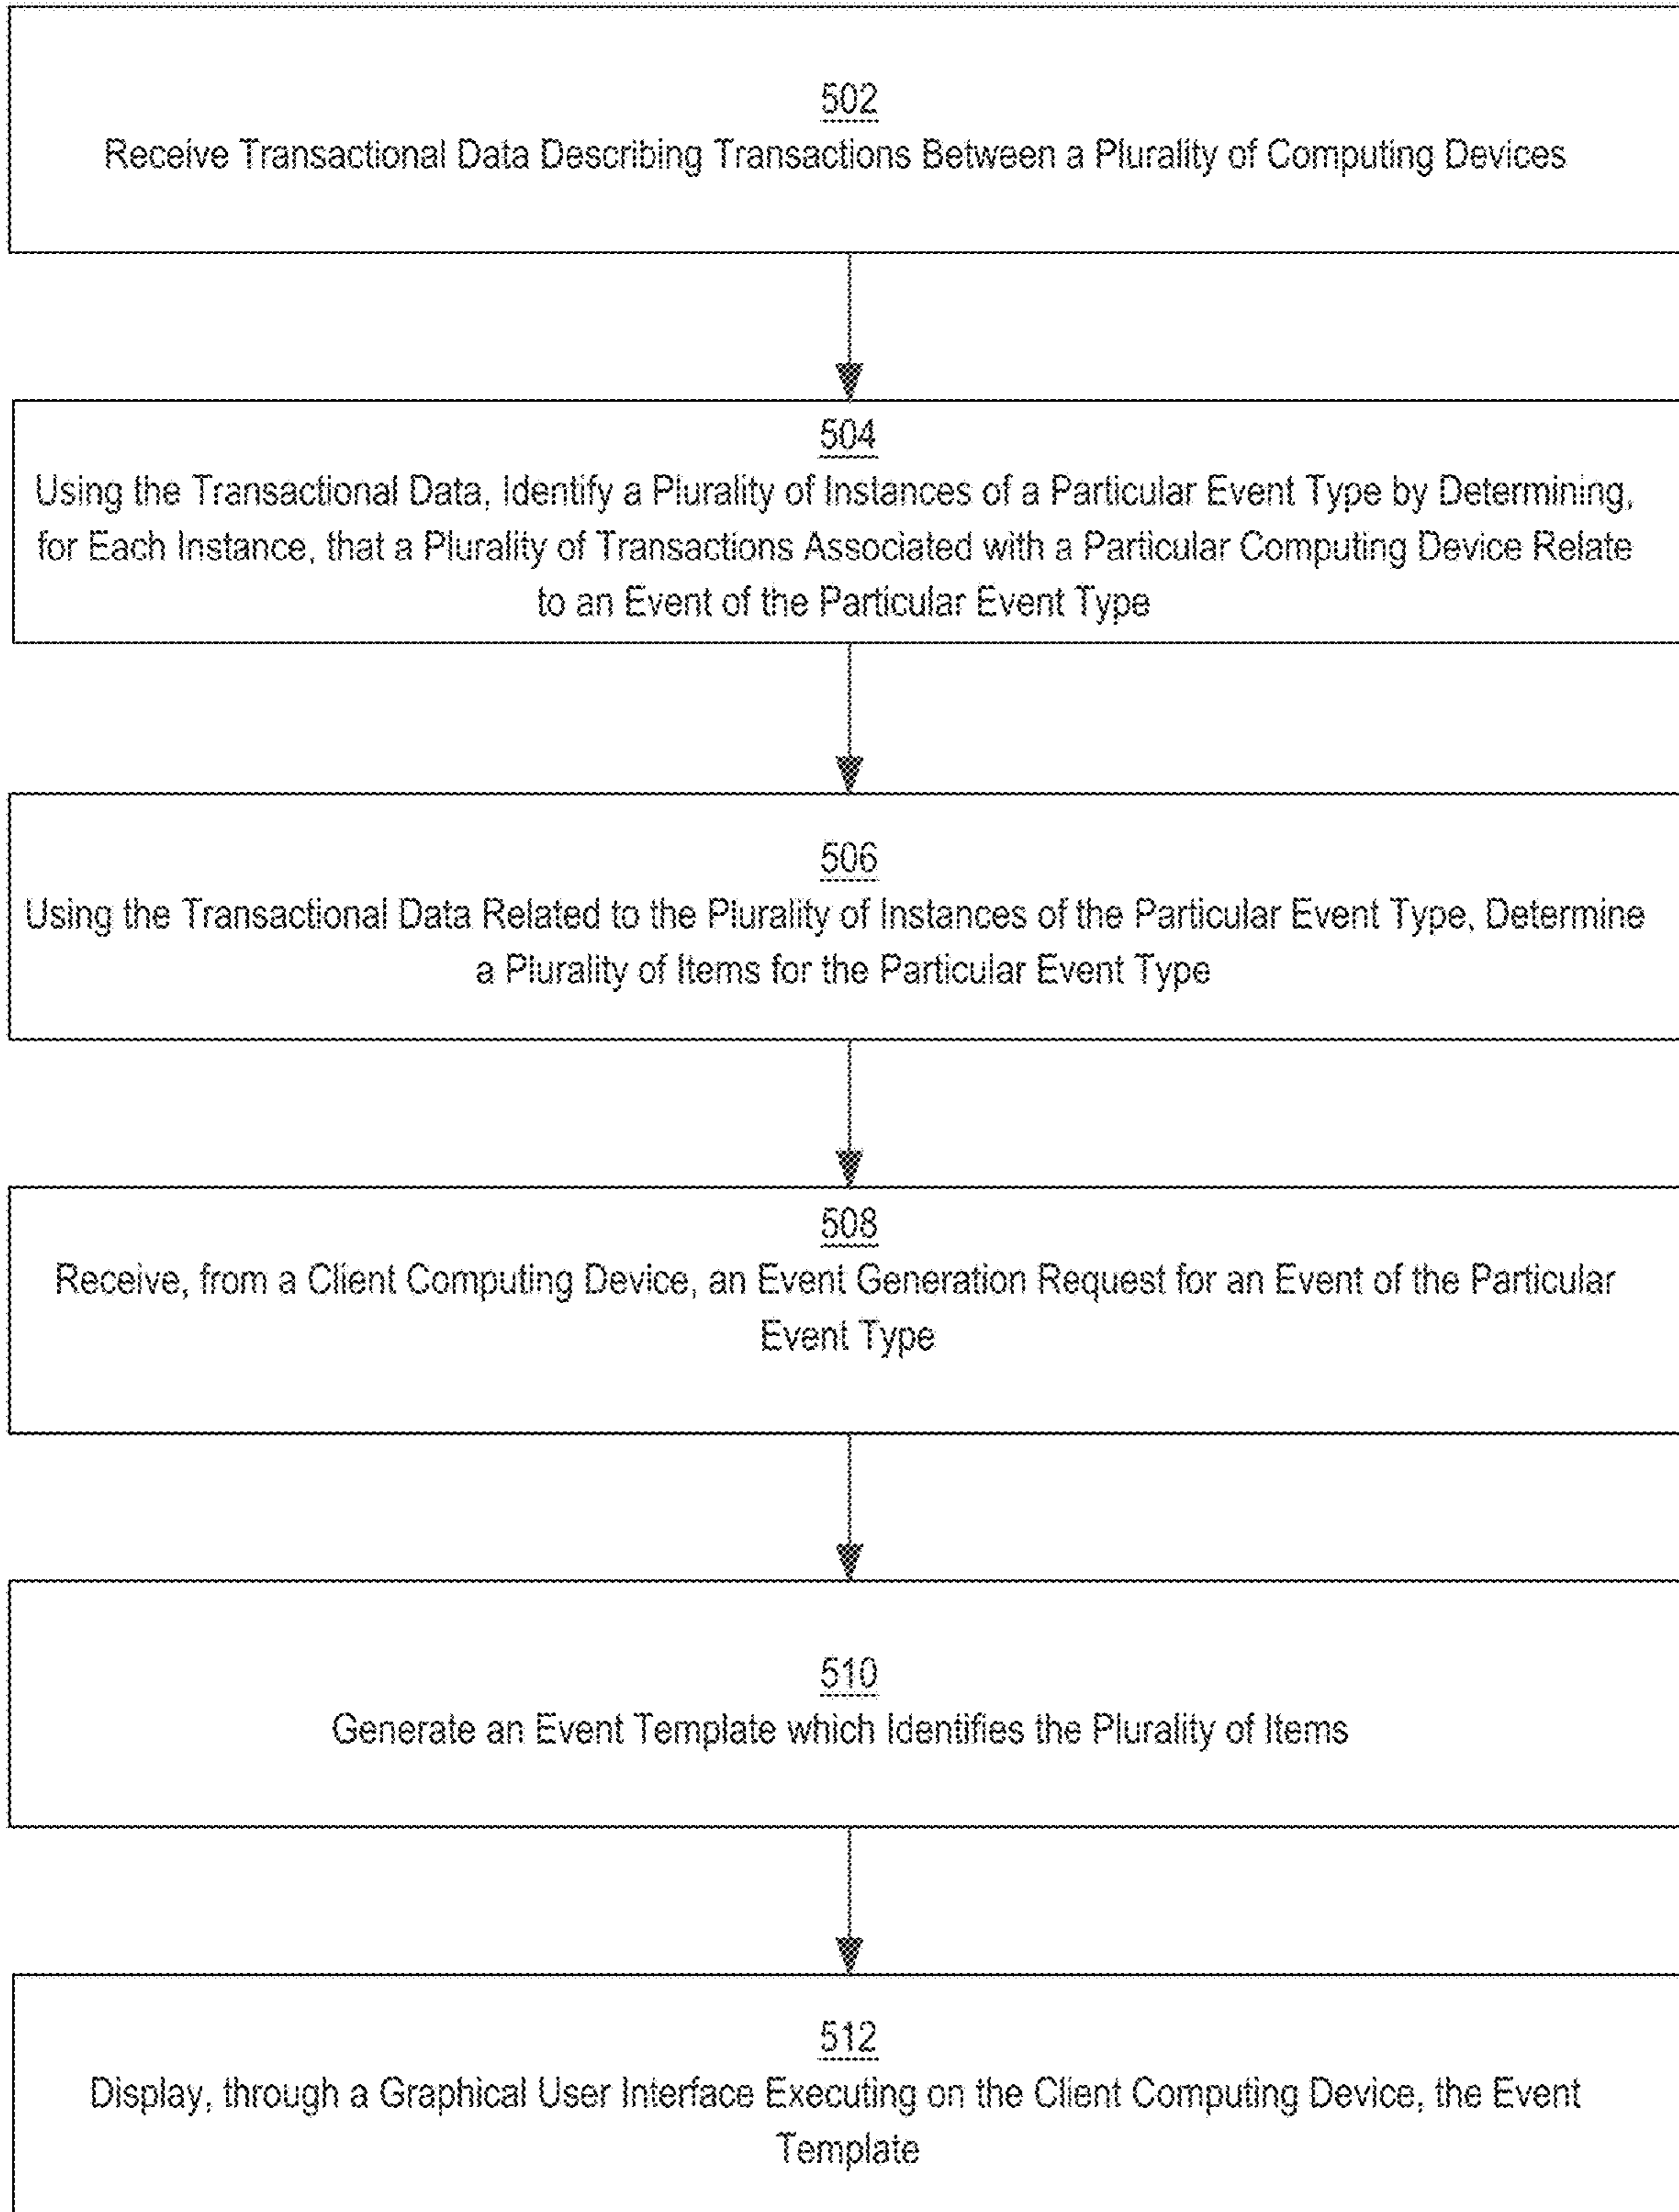 502
Receive Transactional Data Describing Transactions Between a Plurality of Computing Devices
504
Using the Transactional Data, Identify a Plurality of Instances of a Particular Event Type by Determining,
for Each Instance, that a Plurality of Transactions Associated with a Particular Computing Device Relate
to an Event of the Particular Event Type
506
Using the Transactional Data Related to the Plurality of Instances of the Particular Event Type, Determine
a Plurality of Items for the Particular Event Type
508
Receive, from a Client Computing Device, an Event Generation Request for an Event of the Particular
Event Type
510
Generate an Event Template which Identifies the Plurality of Items
512
Display, through a Graphical User Interface Executing on the Client Computing Device, the Event
Template